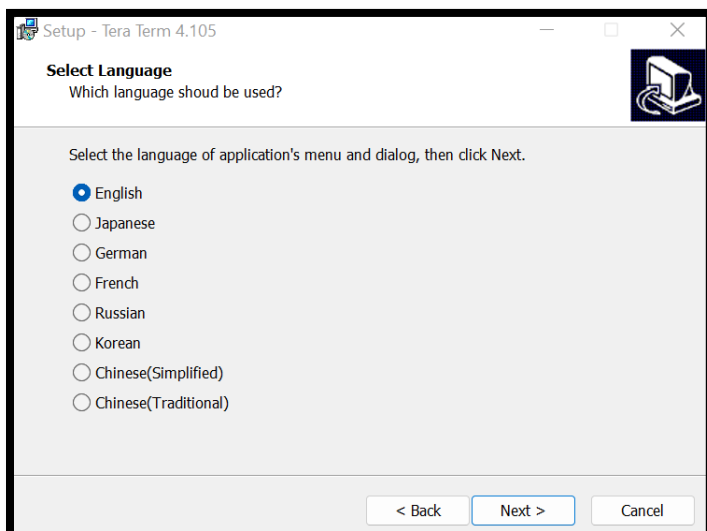 Setup - Tera Term 4.105
Select Language
Which language shoud be used?
Select the language of application's menu and dialog, then click Next.
English
Japanese
German
French
Russian
Korean
Chinese(Simplified)
Chinese(Traditional)
< Back Next > Cancel